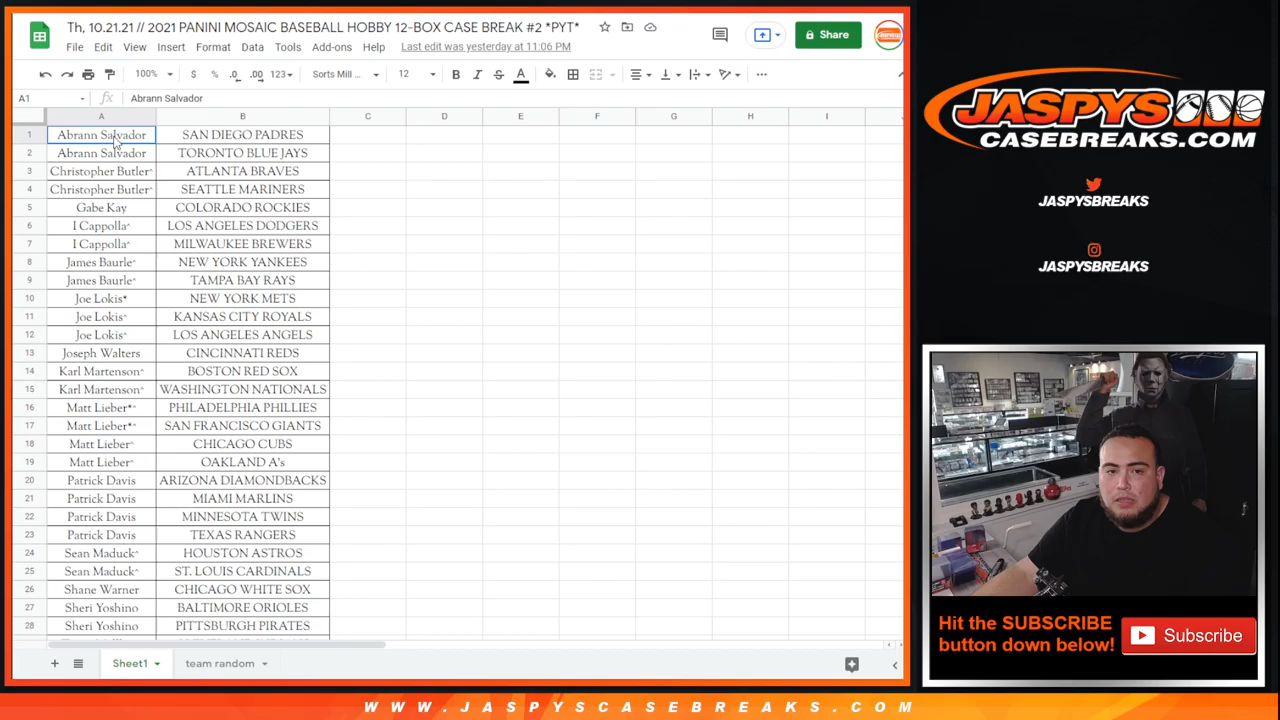 Th, 10.21.21 // 2021 PANINI MOSAIC BASEBALL HOBBY 12-BOX CASE BREAK #2 *PYT*
File Edit View Insert Format Data Tools Add-ons Help Last edit was yesterday at 11:06 PM
Share
100% $ % .0 .00 123 Sorts Mill ... 12 B I S A
A1 fx Abrann Salvador
A B C D E F G H I
1 Abrann Salvador SAN DIEGO PADRES
2 Abrann Salvador TORONTO BLUE JAYS
3 Christopher Butler^ ATLANTA BRAVES
4 Christopher Butler^ SEATTLE MARINERS
5 Gabe Kay COLORADO ROCKIES
6 I Cappolla^ LOS ANGELES DODGERS
7 I Cappolla^ MILWAUKEE BREWERS
8 James Baurle^ NEW YORK YANKEES
9 James Baurle^ TAMPA BAY RAYS
10 Joe Lokis* NEW YORK METS
11 Joe Lokis^ KANSAS CITY ROYALS
12 Joe Lokis^ LOS ANGELES ANGELS
13 Joseph Walters CINCINNATI REDS
14 Karl Martenson^ BOSTON RED SOX
15 Karl Martenson^ WASHINGTON NATIONALS
16 Matt Lieber*^ PHILADELPHIA PHILLIES
17 Matt Lieber*^ SAN FRANCISCO GIANTS
18 Matt Lieber^ CHICAGO CUBS
19 Matt Lieber^ OAKLAND A's
20 Patrick Davis ARIZONA DIAMONDBACKS
21 Patrick Davis MIAMI MARLINS
22 Patrick Davis MINNESOTA TWINS
23 Patrick Davis TEXAS RANGERS
24 Sean Maduck^ HOUSTON ASTROS
25 Sean Maduck^ ST. LOUIS CARDINALS
26 Shane Warner CHICAGO WHITE SOX
27 Sheri Yoshino BALTIMORE ORIOLES
28 Sheri Yoshino PITTSBURGH PIRATES
Sheet1 team random
JASPYS
CASEBREAKS.COM
JASPYSBREAKS
JASPYSBREAKS
Hit the SUBSCRIBE
button down below!
Subscribe
WWW.JASPYSCASEBREAKS.COM